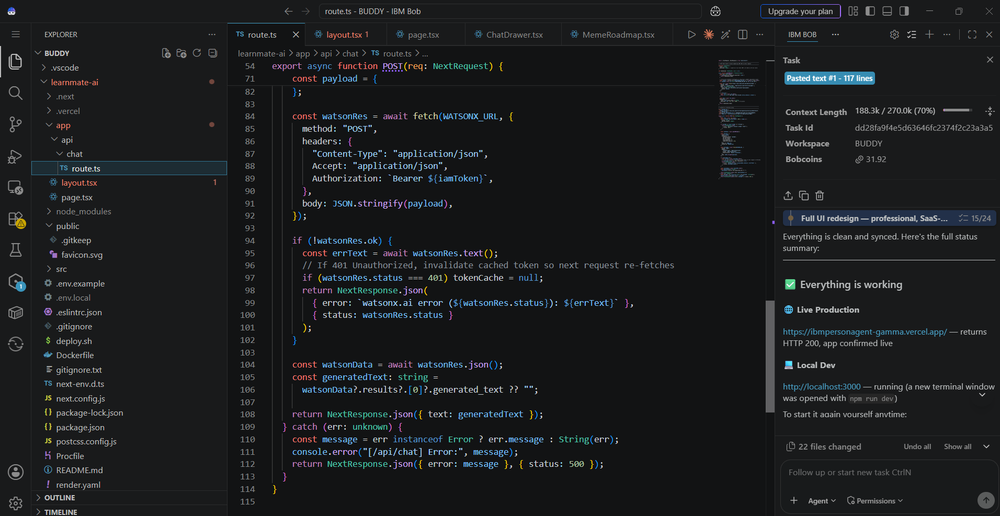 route.ts - BUDDY - IBM Bob
Upgrade your plan
EXPLORER
BUDDY
.vscode
learnmate-ai
.next
.vercel
app
api
chat
TS route.ts
layout.tsx 1
page.tsx
node_modules
public
.gitkeep
favicon.svg
src
.env.example
.env.local
.eslintrc.json
.gitignore
$ deploy.sh
Dockerfile
gitignore.txt
TS next-env.d.ts
JS next.config.js
{} package-lock.json
{} package.json
JS postcss.config.js
Procfile
README.md
! render.yaml
OUTLINE
TIMELINE
1
TS route.ts
layout.tsx 1
page.tsx
ChatDrawer.tsx
MemeRoadmap.tsx
learnmate-ai > app > api > chat > TS route.ts > ...
54 export async function POST(req: NextRequest) {
71 const payload = {
82 };
83
84 const watsonRes = await fetch(WATSONX_URL, {
85 method: "POST",
86 headers: {
87 "Content-Type": "application/json",
88 Accept: "application/json",
89 Authorization: `Bearer ${iamToken}`,
90 },
91 body: JSON.stringify(payload),
92 });
93
94 if (!watsonRes.ok) {
95 const errText = await watsonRes.text();
96 // If 401 Unauthorized, invalidate cached token so next request re-fetches
97 if (watsonRes.status === 401) tokenCache = null;
98 return NextResponse.json(
99 { error: `watsonx.ai error (${watsonRes.status}): ${errText}` },
100 { status: watsonRes.status }
101 );
102 }
103
104 const watsonData = await watsonRes.json();
105 const generatedText: string =
106 watsonData?.results?.[0]?.generated_text ?? "";
107
108 return NextResponse.json({ text: generatedText });
109 } catch (err: unknown) {
110 const message = err instanceof Error ? err.message : String(err);
111 console.error("[/api/chat] Error:", message);
112 return NextResponse.json({ error: message }, { status: 500 });
113 }
114 }
115
IBM BOB
Task
Pasted text #1 - 117 lines
Context Length 188.3k / 270.0k (70%)
Task Id dd28fa9f4e5d63646fc2374f2c23a3a5
Workspace BUDDY
Bobcoins 31.92
Full UI redesign — professional, SaaS-... 15/24
Everything is clean and synced. Here's the full status
summary:
✅ Everything is working
🌐 Live Production
https://ibmpersonagent-gamma.vercel.app/ — returns
HTTP 200, app confirmed live
💻 Local Dev
http://localhost:3000 — running (a new terminal window
was opened with npm run dev)
To start it again yourself anytime:
22 files changed Undo all Show all
Follow up or start new task CtrlN
Agent Permissions